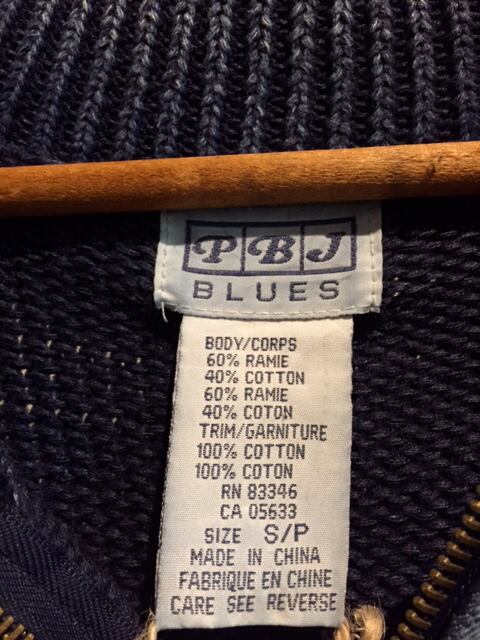 PBJ
BLUES
BODY/CORPS
60% RAMIE
40% COTTON
60% RAMIE
40% COTON
TRIM/GARNITURE
100% COTTON
100% COTON
RN 83346
CA 05633
SIZE S/P
MADE IN CHINA
FABRIQUE EN CHINE
CARE SEE REVERSE